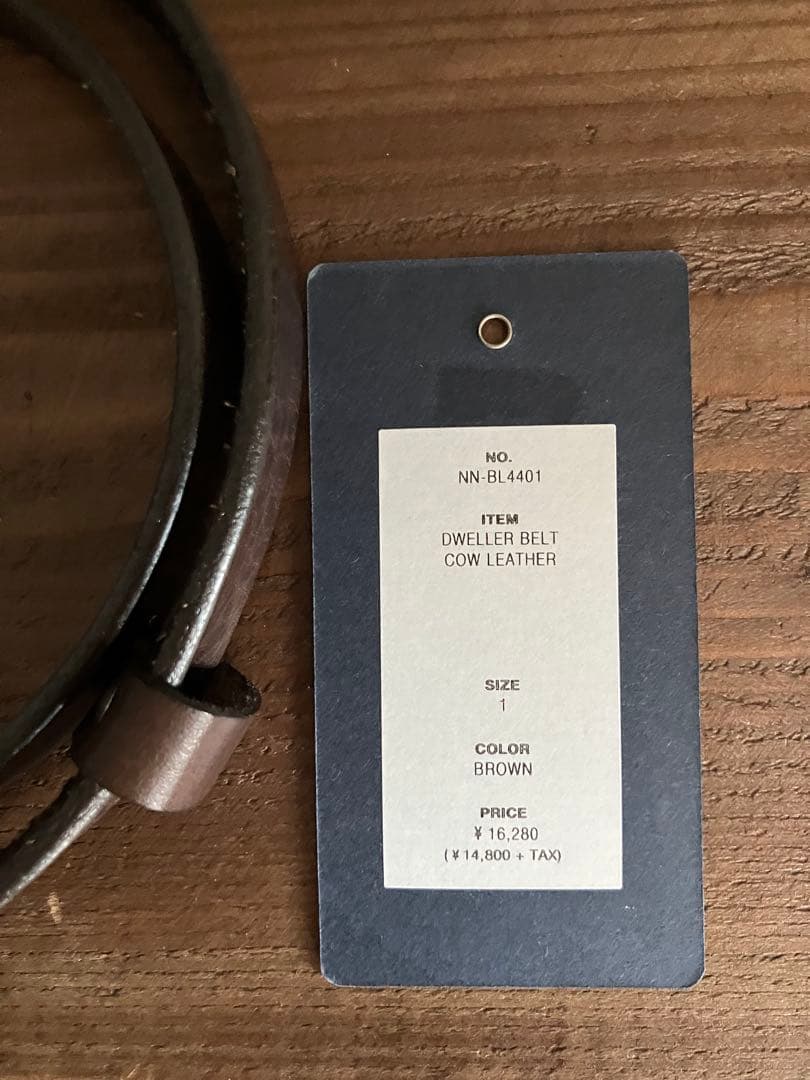 NO.
NN-BL4401
ITEM
DWELLER BELT
COW LEATHER
SIZE
1
COLOR
BROWN
PRICE
¥ 16,280
(¥14,800 + TAX)